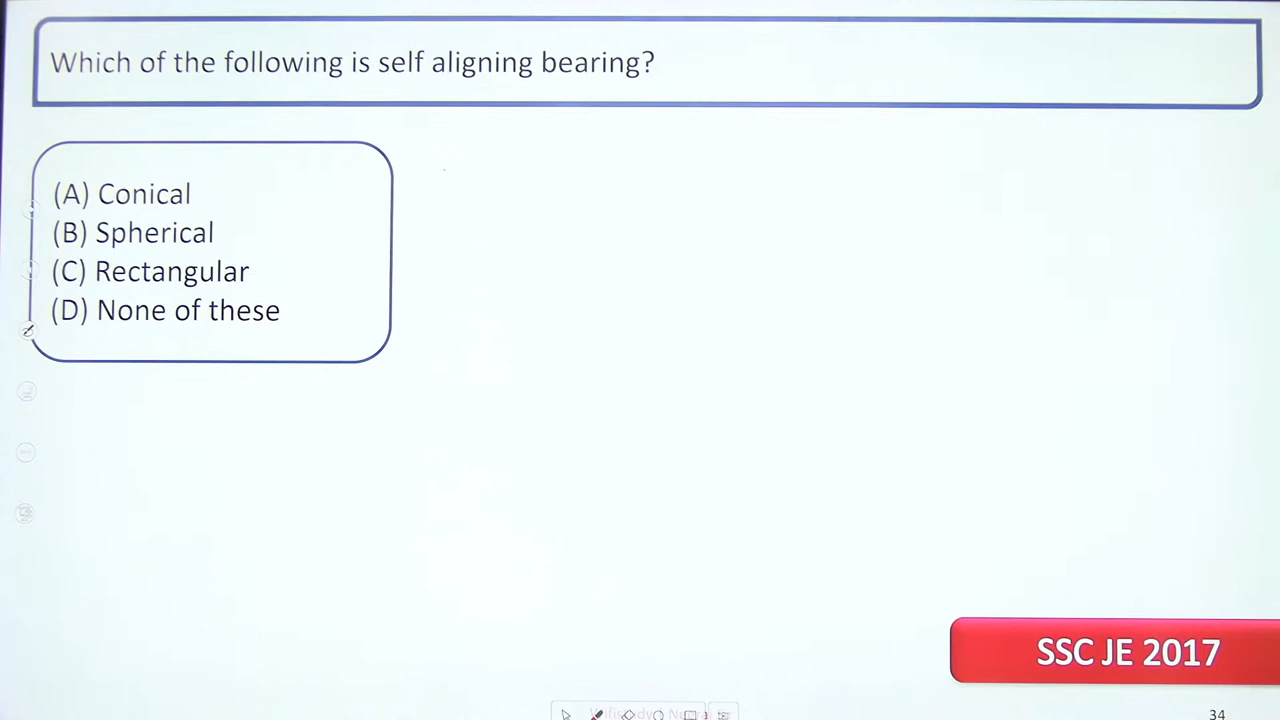 Which of the following is self aligning bearing?
(A) Conical
(B) Spherical
(C) Rectangular
(D) None of these
SSC JE 2017
34